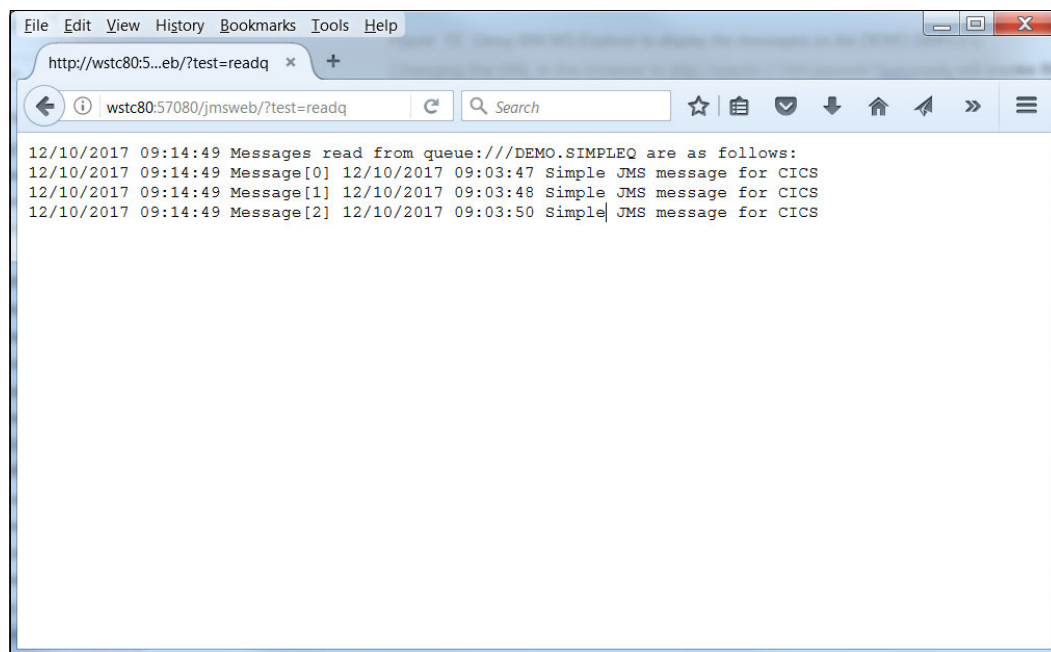 File Edit View History Bookmarks Tools Help
http://wstc80:5...eb/?test=readq × +
wstc80:57080/jmsweb/?test=readq Search
12/10/2017 09:14:49 Messages read from queue:///DEMO.SIMPLEQ are as follows:
12/10/2017 09:14:49 Message[0] 12/10/2017 09:03:47 Simple JMS message for CICS
12/10/2017 09:14:49 Message[1] 12/10/2017 09:03:48 Simple JMS message for CICS
12/10/2017 09:14:49 Message[2] 12/10/2017 09:03:50 Simple JMS message for CICS